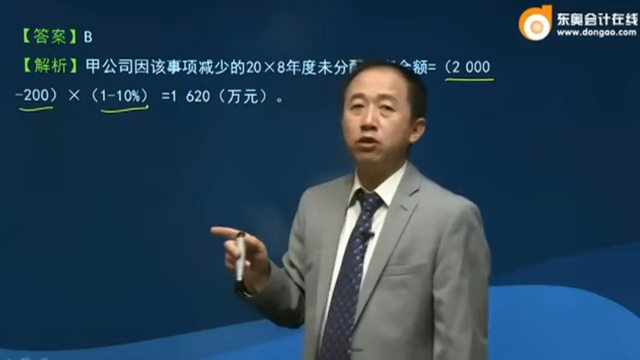 东奥会计在线
www.dongao.com
【答案】B
【解析】甲公司因该事项减少的20×8年度未分配 金额=（2 000
-200）×（1-10%）=1 620（万元）。